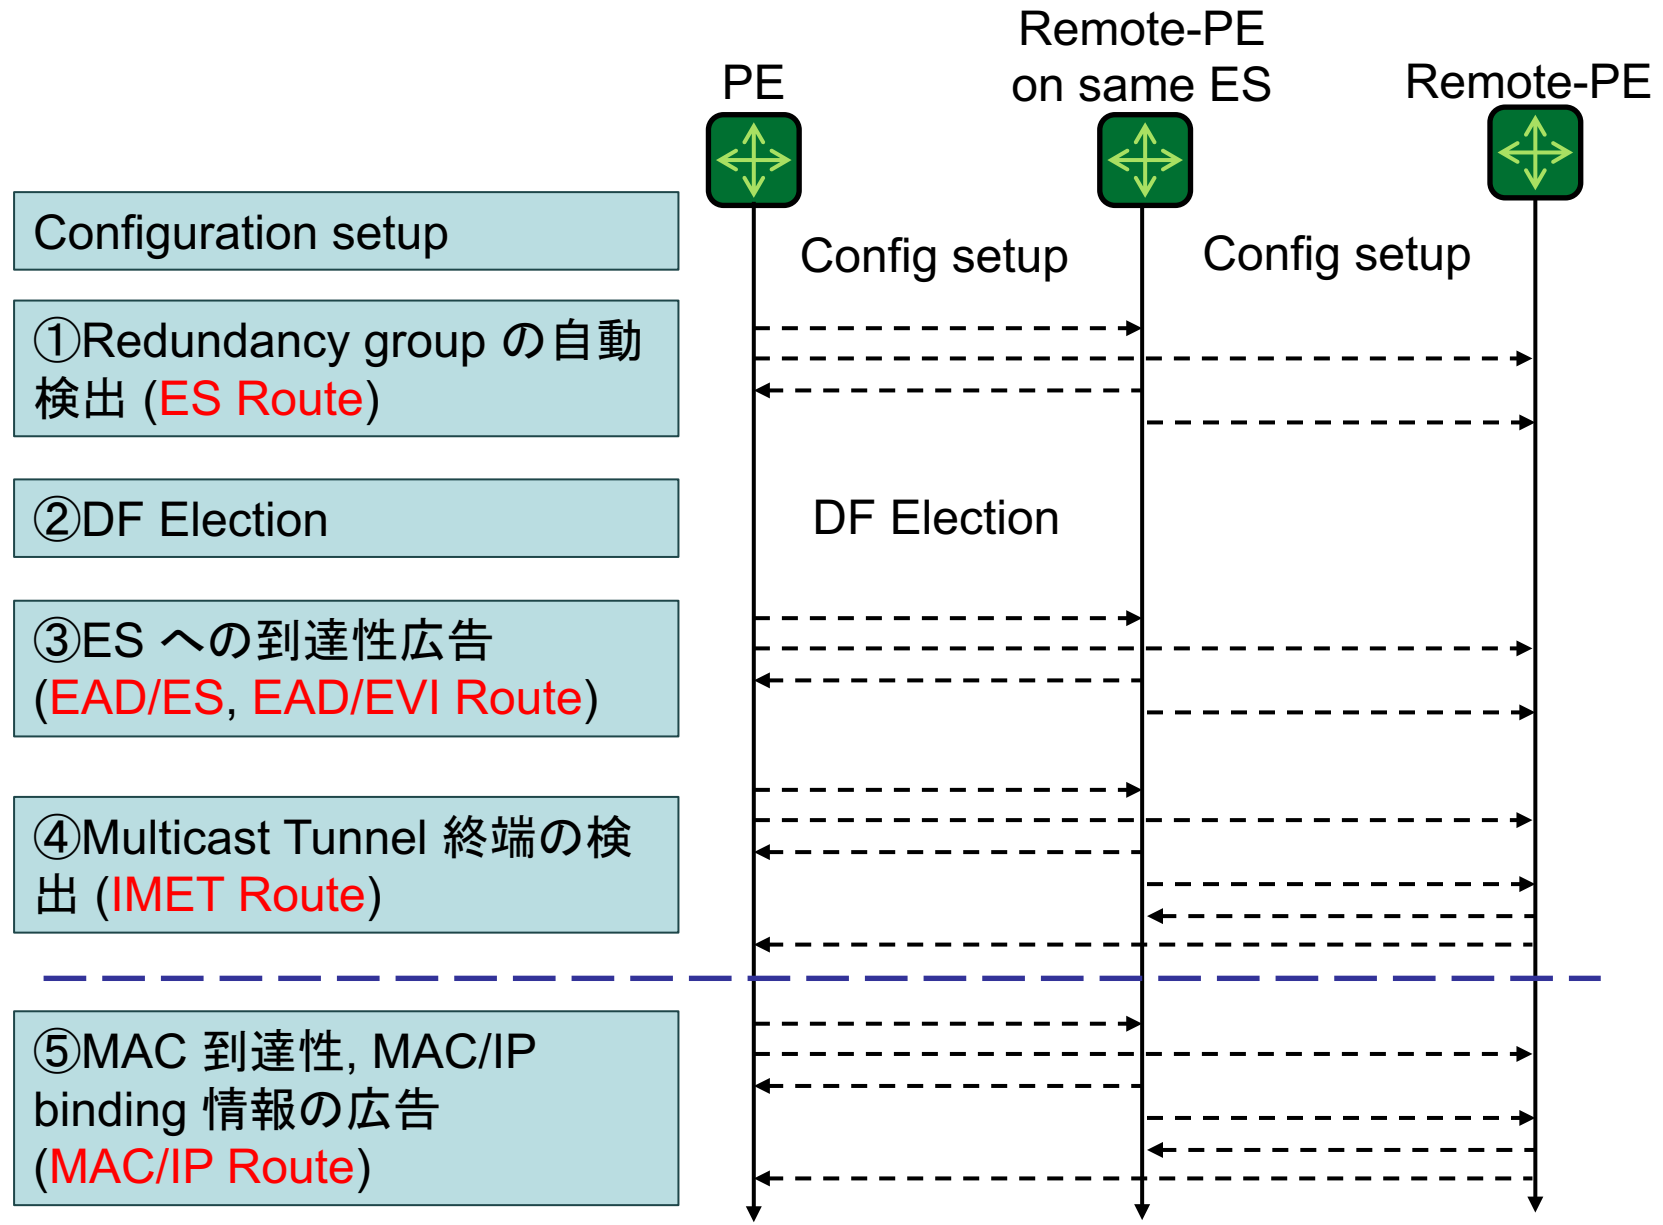 Remote-PE
on same ES
PE
Remote-PE
Configuration setup
Config setup
Config setup
①Redundancy group の自動
検出 (ES Route)
②DF Election
DF Election
③ES への到達性広告
(EAD/ES, EAD/EVI Route)
④Multicast Tunnel 終端の検
出 (IMET Route)
⑤MAC 到達性, MAC/IP
binding 情報の広告
(MAC/IP Route)